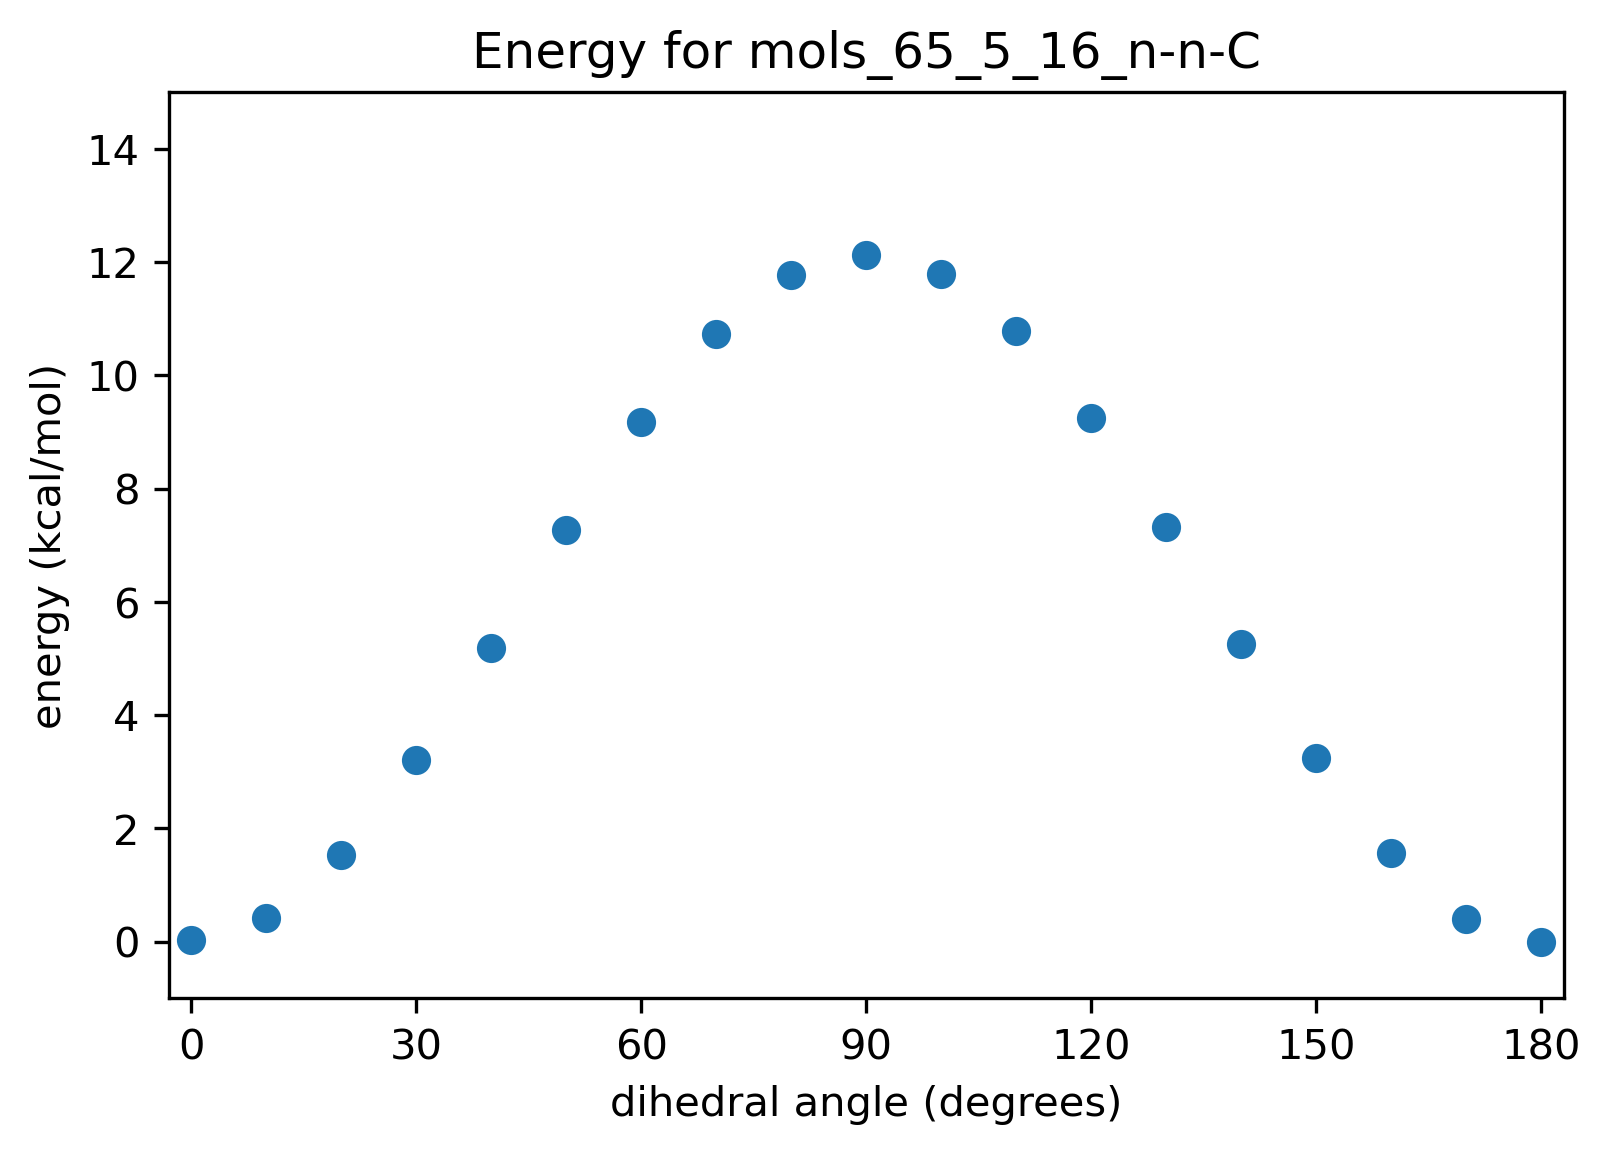 Energy for mols_65_5_16_n-n-C
14
12
10
8
6
4
2
0
energy (kcal/mol)
0 30 60 90 120 150 180
dihedral angle (degrees)